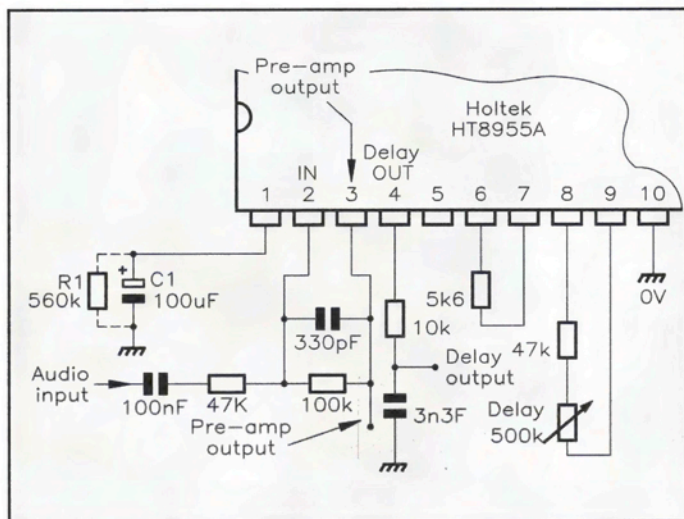 Pre-amp
output
Holtek
HT8955A
IN
Delay
OUT
1 2 3 4 5 6 7 8 9 10
R1
560k
+
C1
100uF
330pF
5k6
0V
10k
47k
Audio
input
100nF
47K
100k
Delay
output
Pre-amp
output
3n3F
Delay
500k